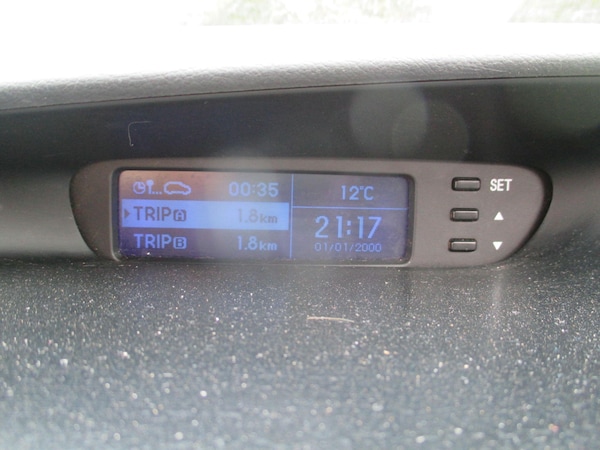 00:35
TRIP A 1.8km
TRIP B 1.8km
12°C
21:17
01/01/2000
SET